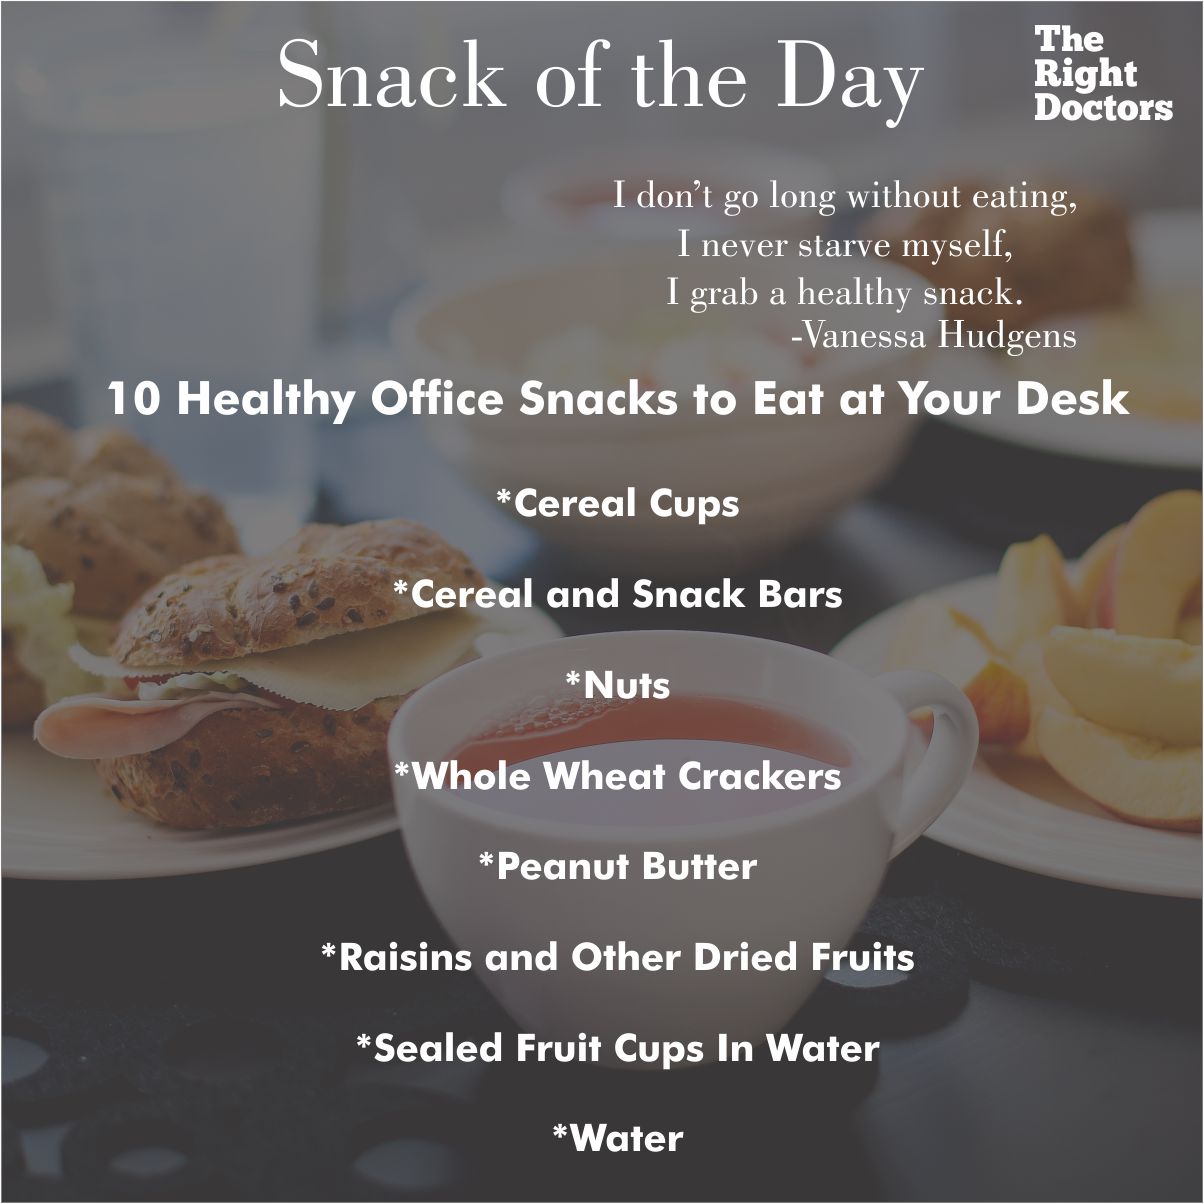 Snack of the Day
The
Right
Doctors
I don’t go long without eating,
I never starve myself,
I grab a healthy snack.
-Vanessa Hudgens
10 Healthy Office Snacks to Eat at Your Desk
*Cereal Cups
*Cereal and Snack Bars
*Nuts
*Whole Wheat Crackers
*Peanut Butter
*Raisins and Other Dried Fruits
*Sealed Fruit Cups In Water
*Water